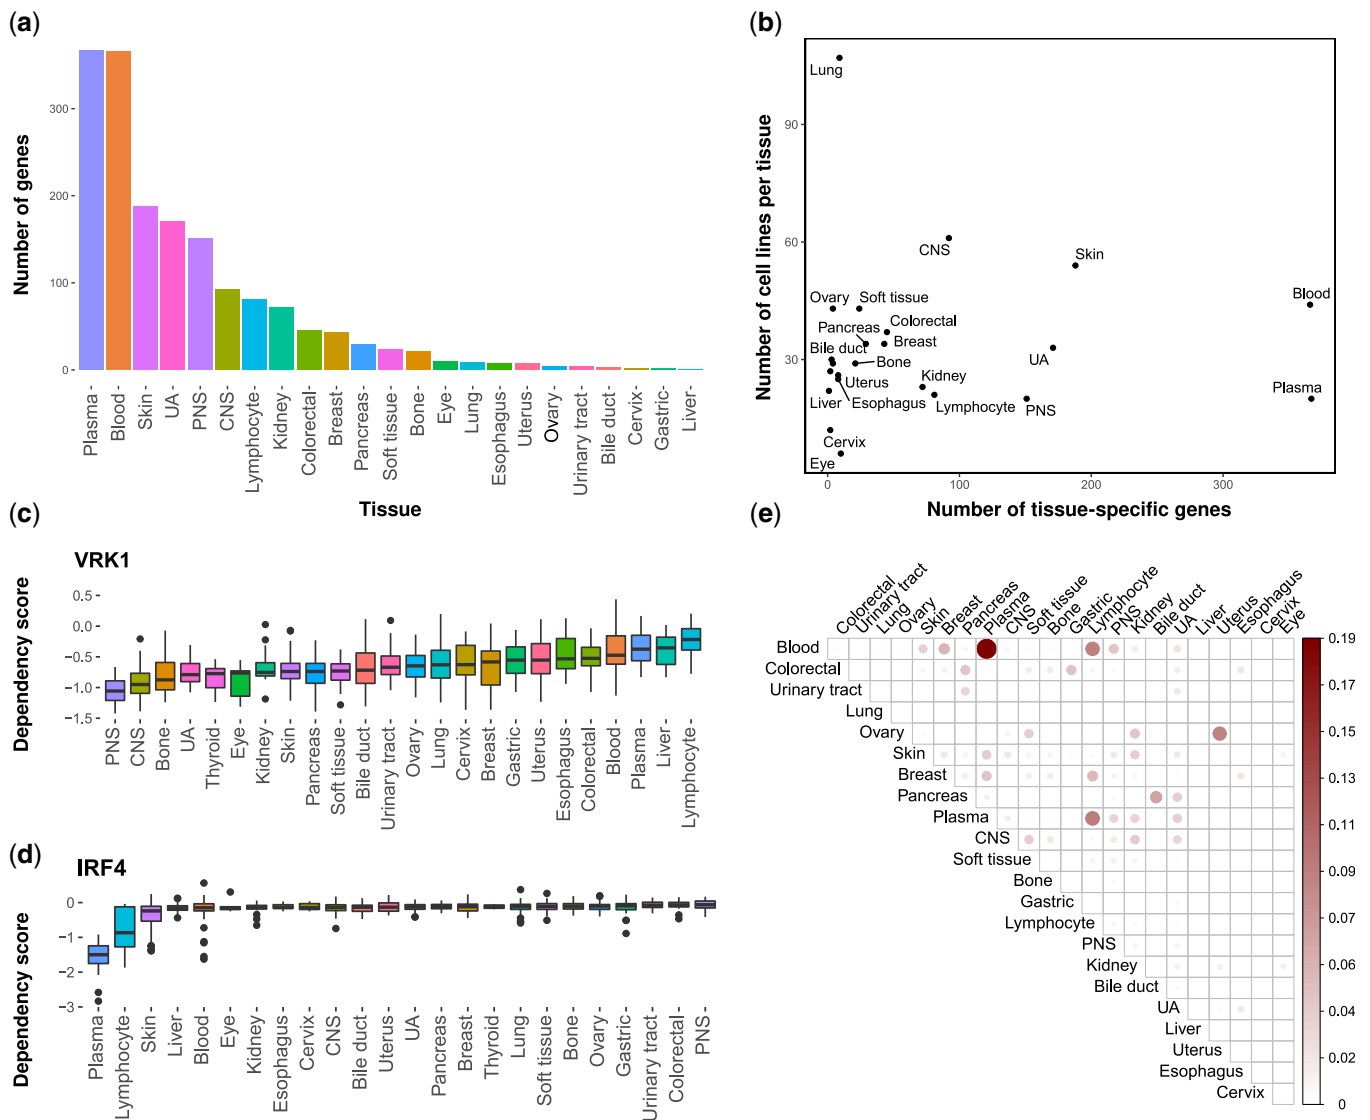 (a)
Number of genes
300
200
100
0
Plasma
Blood
Skin
UA
PNS
CNS
Lymphocyte
Kidney
Colorectal
Breast
Pancreas
Soft tissue
Bone
Eye
Lung
Esophagus
Uterus
Ovary
Urinary tract
Bile duct
Cervix
Gastric
Liver
Tissue
(b)
Number of cell lines per tissue
90
60
30
Lung
CNS
Skin
Blood
Ovary
Soft tissue
Pancreas
Colorectal
Breast
Bile duct
Bone
UA
Uterus
Kidney
Plasma
Liver
Esophagus
Lymphocyte
PNS
Cervix
Eye
0
100
200
300
Number of tissue-specific genes
(c)
VRK1
Dependency score
0.5
0.0
−0.5
−1.0
−1.5
PNS
CNS
Bone
UA
Thyroid
Eye
Kidney
Skin
Pancreas
Soft tissue
Bile duct
Urinary tract
Ovary
Lung
Cervix
Breast
Gastric
Uterus
Esophagus
Colorectal
Blood
Plasma
Liver
Lymphocyte
(d)
IRF4
Dependency score
0
−1
−2
−3
Plasma
Lymphocyte
Skin
Liver
Blood
Eye
Kidney
Esophagus
Cervix
CNS
Bile duct
Uterus
UA
Pancreas
Breast
Thyroid
Lung
Soft tissue
Bone
Ovary
Gastric
Urinary tract
Colorectal
PNS
(e)
Colorectal
Urinary tract
Lung
Ovary
Skin
Breast
Pancreas
Plasma
CNS
Soft tissue
Bone
Gastric
Lymphocyte
PNS
Kidney
Bile duct
UA
Liver
Uterus
Esophagus
Cervix
Eye
Blood
Colorectal
Urinary tract
Lung
Ovary
Skin
Breast
Pancreas
Plasma
CNS
Soft tissue
Bone
Gastric
Lymphocyte
PNS
Kidney
Bile duct
UA
Liver
Uterus
Esophagus
Cervix
0.19
0.17
0.15
0.13
0.11
0.09
0.07
0.06
0.04
0.02
0